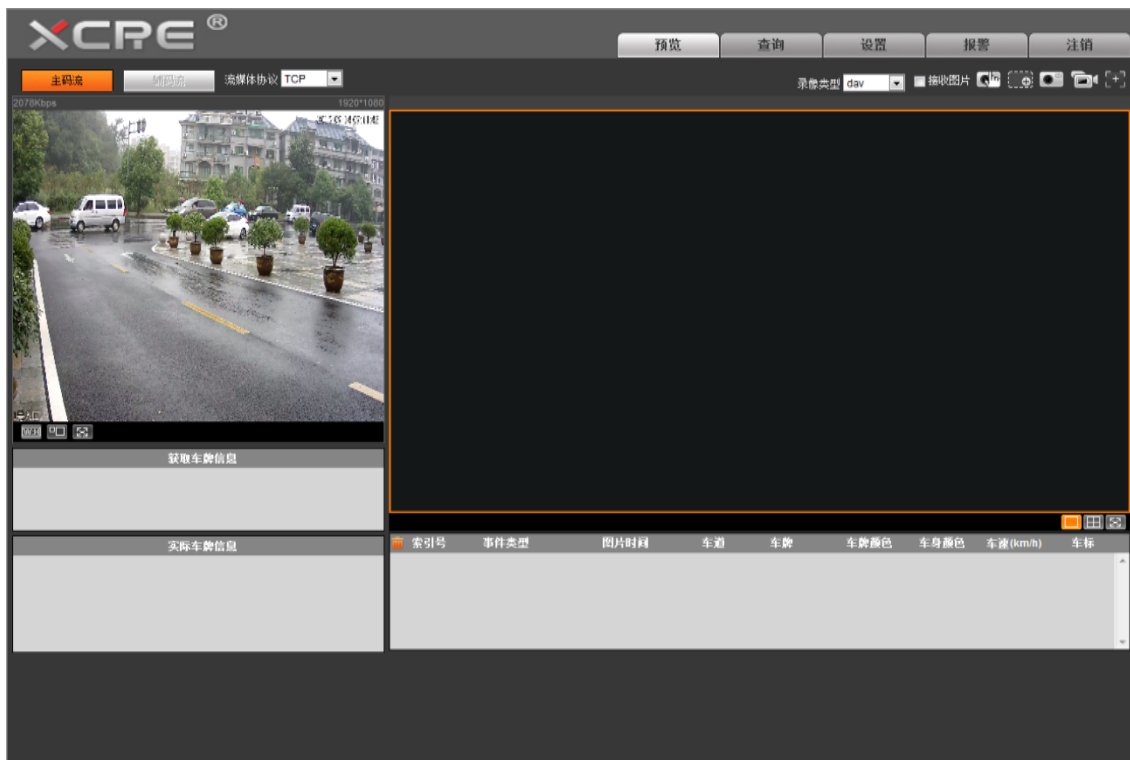 XCRE ®
预览 查询 设置 报警 注销
主码流 辅码流 流媒体协议 TCP 录像类型 dav 接收图片
2078Kbps 1920*1080
获取车牌信息
实际车牌信息
索引号 事件类型 图片时间 车道 车牌 车牌颜色 车身颜色 车速(km/h) 车标